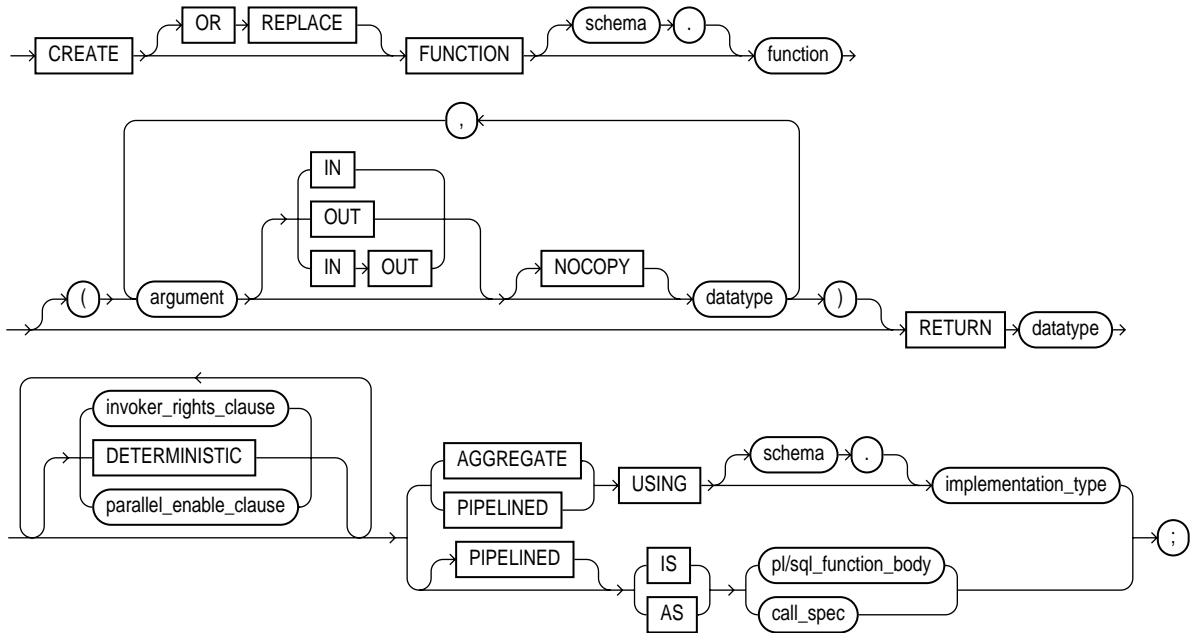 OR REPLACE schema .
CREATE FUNCTION function
,
IN
OUT
IN OUT NOCOPY
( argument datatype )
RETURN datatype
invoker_rights_clause
DETERMINISTIC
parallel_enable_clause
AGGREGATE schema .
PIPELINED USING implementation_type
;
PIPELINED IS pl/sql_function_body
AS call_spec